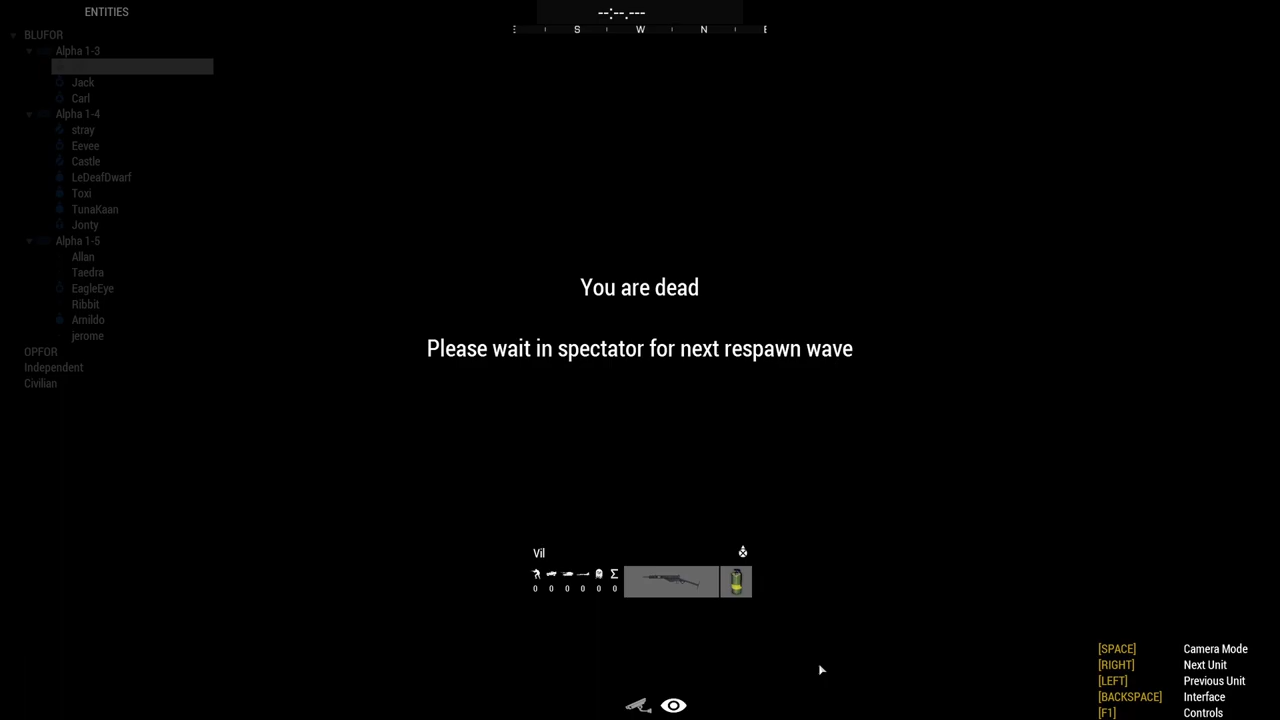 ENTITIES
--:--.---
S W N E
BLUFOR
Alpha 1-3
Jack
Carl
Alpha 1-4
stray
Eevee
Castle
LeDeafDwarf
Toxi
TunaKaan
Jonty
Alpha 1-5
Allan
Taedra
EagleEye
Ribbit
Arnildo
jerome
OPFOR
Independent
Civilian
You are dead
Please wait in spectator for next respawn wave
Vil
Σ
0 0 0 0 0 0
[SPACE] Camera Mode
[RIGHT] Next Unit
[LEFT] Previous Unit
[BACKSPACE] Interface
[F1] Controls